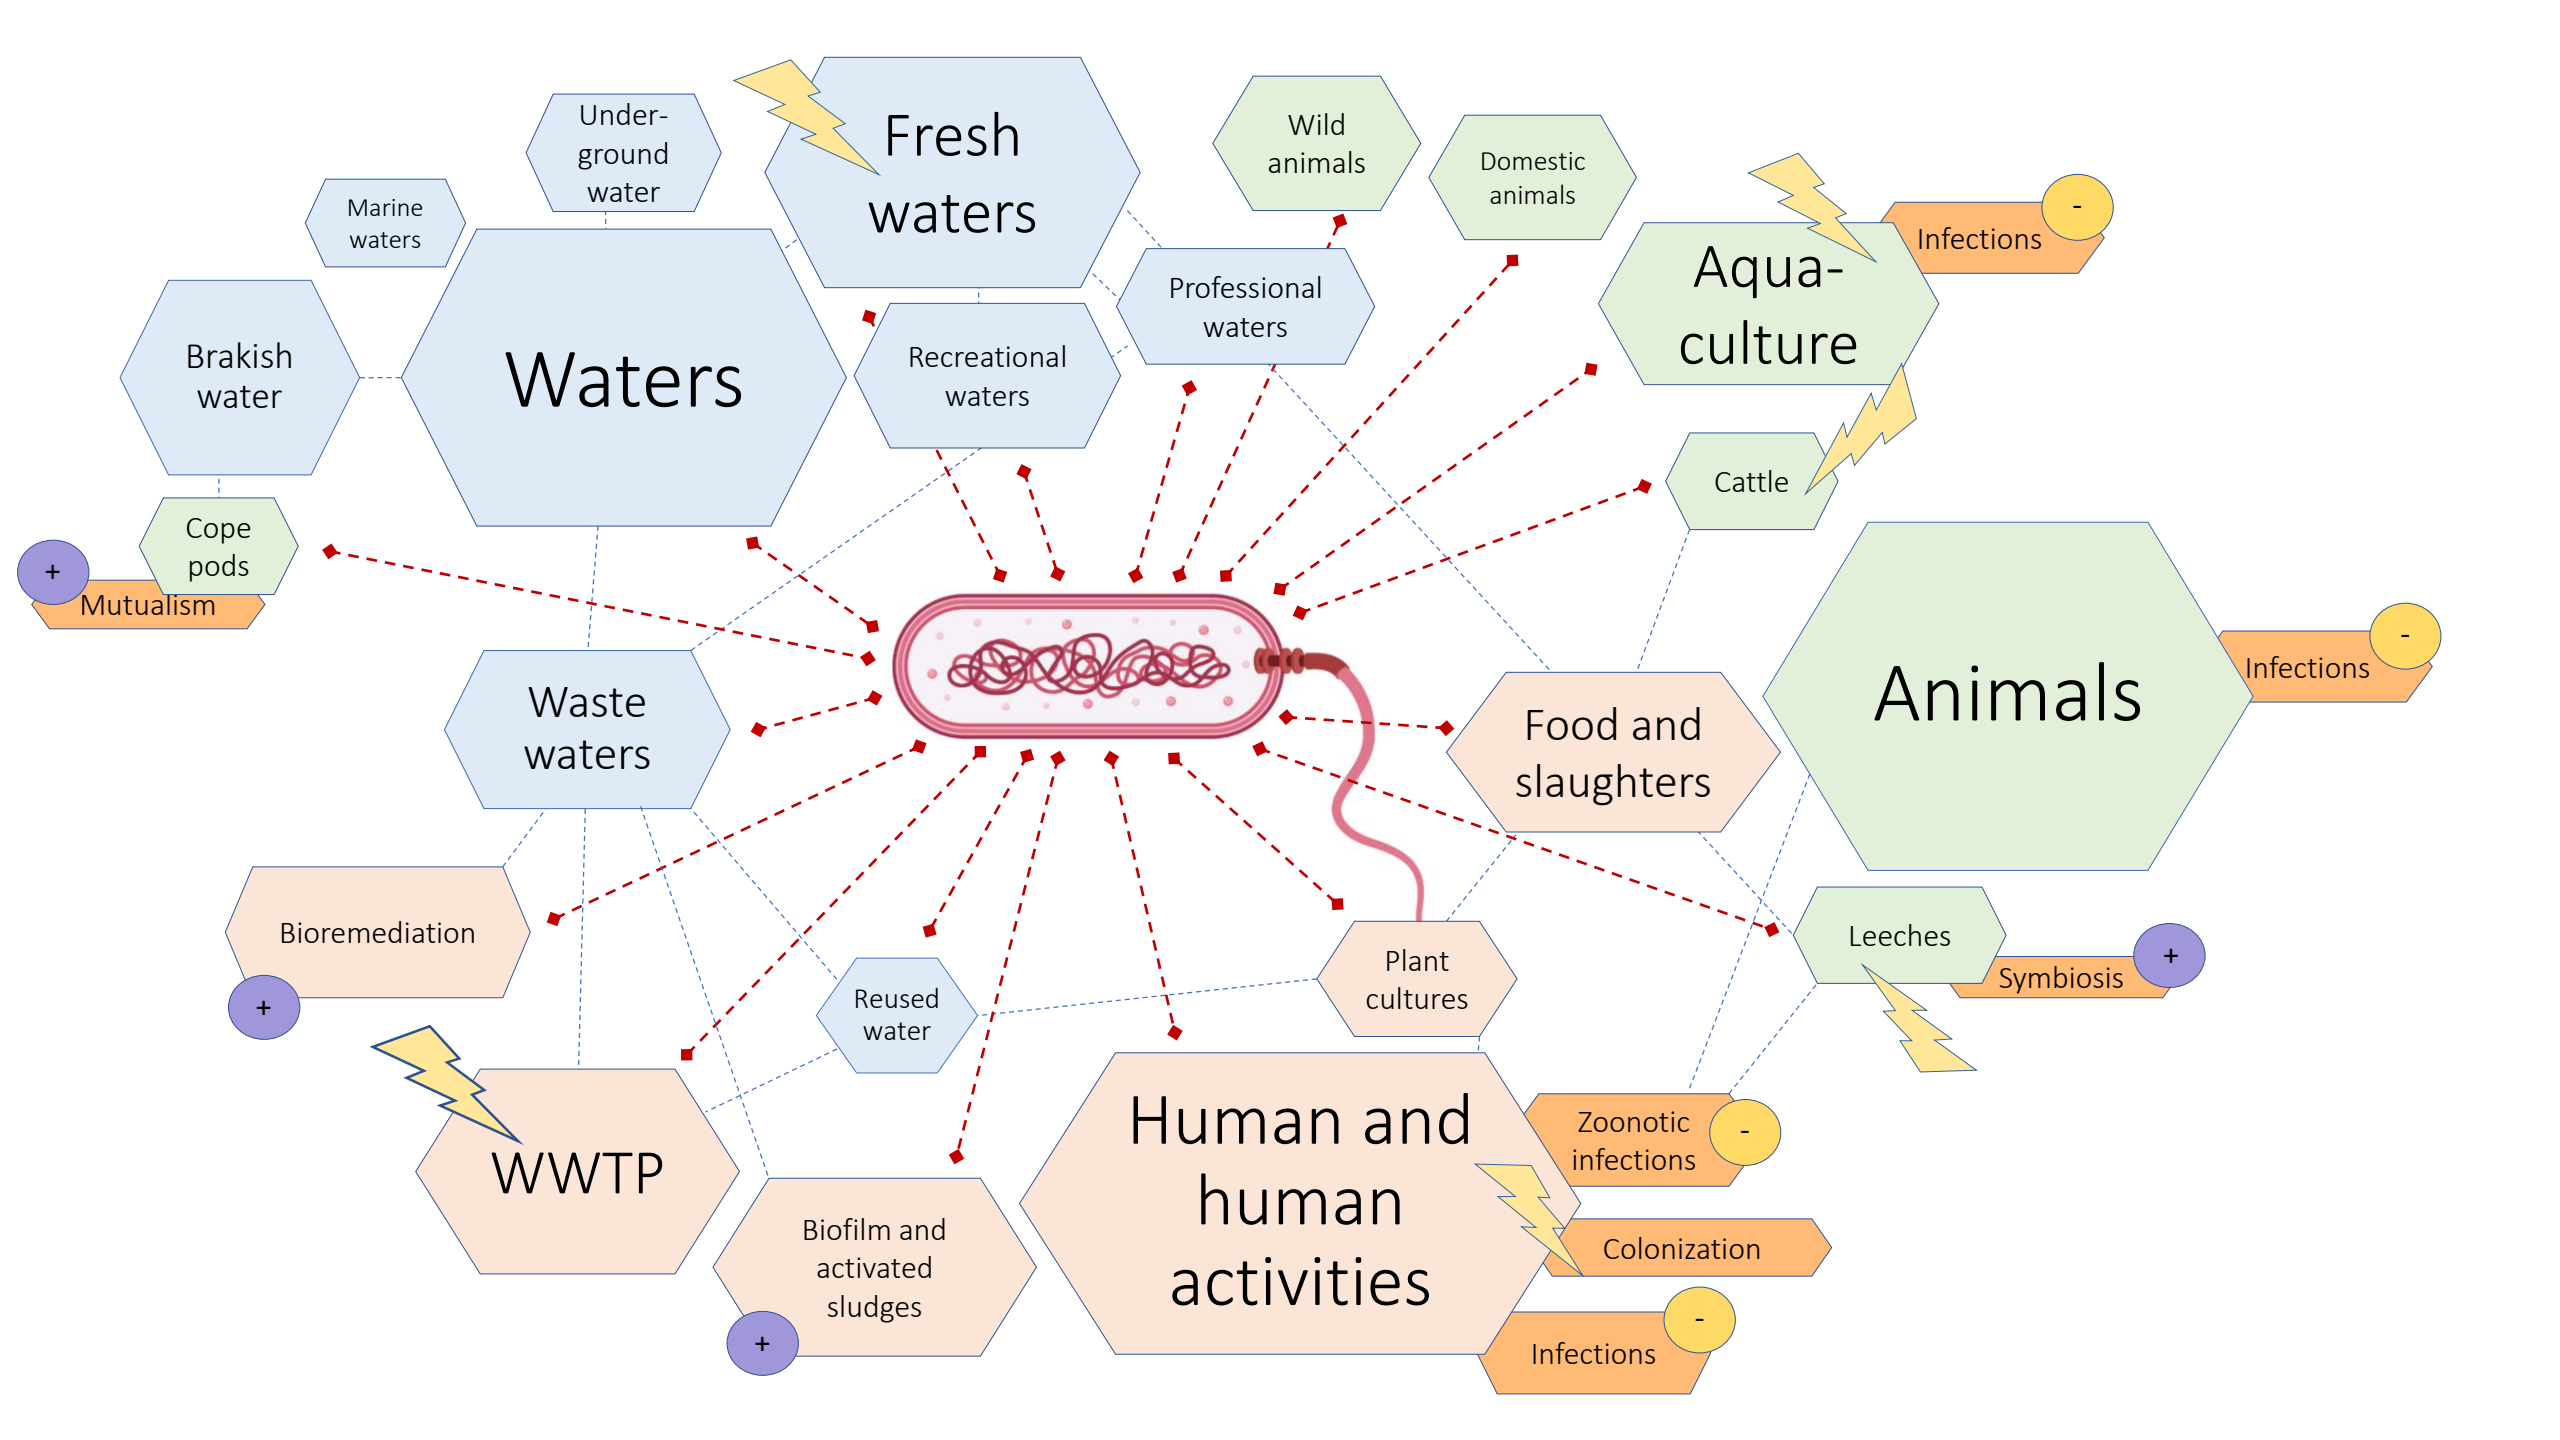 Under-
ground
water
Fresh
waters
Wild
animals
Domestic
animals
Marine
waters
Aqua-
culture
Infections
-
Brakish
water
Waters
Recreational
waters
Professional
waters
Cattle
Cope
pods
+
Mutualism
Waste
waters
Food and
slaughters
Animals
Infections
-
Bioremediation
+
Reused
water
Plant
cultures
Leeches
Symbiosis
+
WWTP
Biofilm and
activated
sludges
+
Human and
human
activities
Zoonotic
infections
-
Colonization
Infections
-